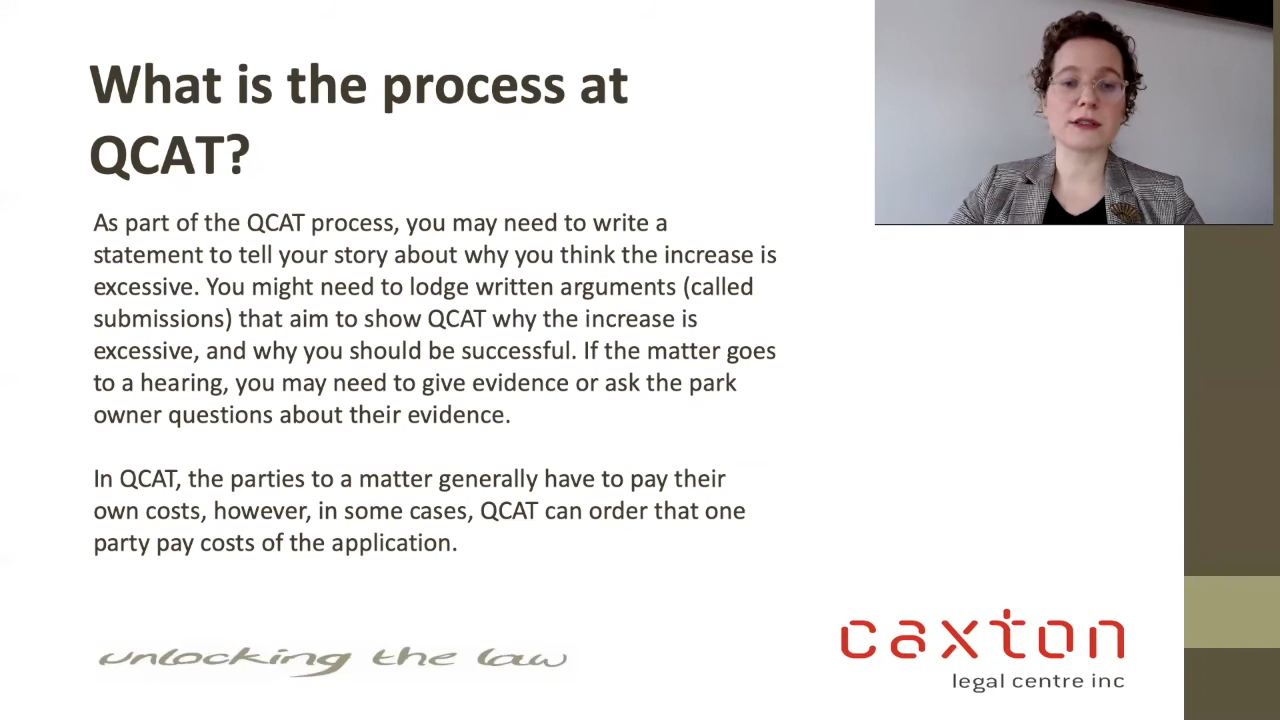 What is the process at
QCAT?
As part of the QCAT process, you may need to write a
statement to tell your story about why you think the increase is
excessive. You might need to lodge written arguments (called
submissions) that aim to show QCAT why the increase is
excessive, and why you should be successful. If the matter goes
to a hearing, you may need to give evidence or ask the park
owner questions about their evidence.
In QCAT, the parties to a matter generally have to pay their
own costs, however, in some cases, QCAT can order that one
party pay costs of the application.
unlocking the law
caxton
legal centre inc